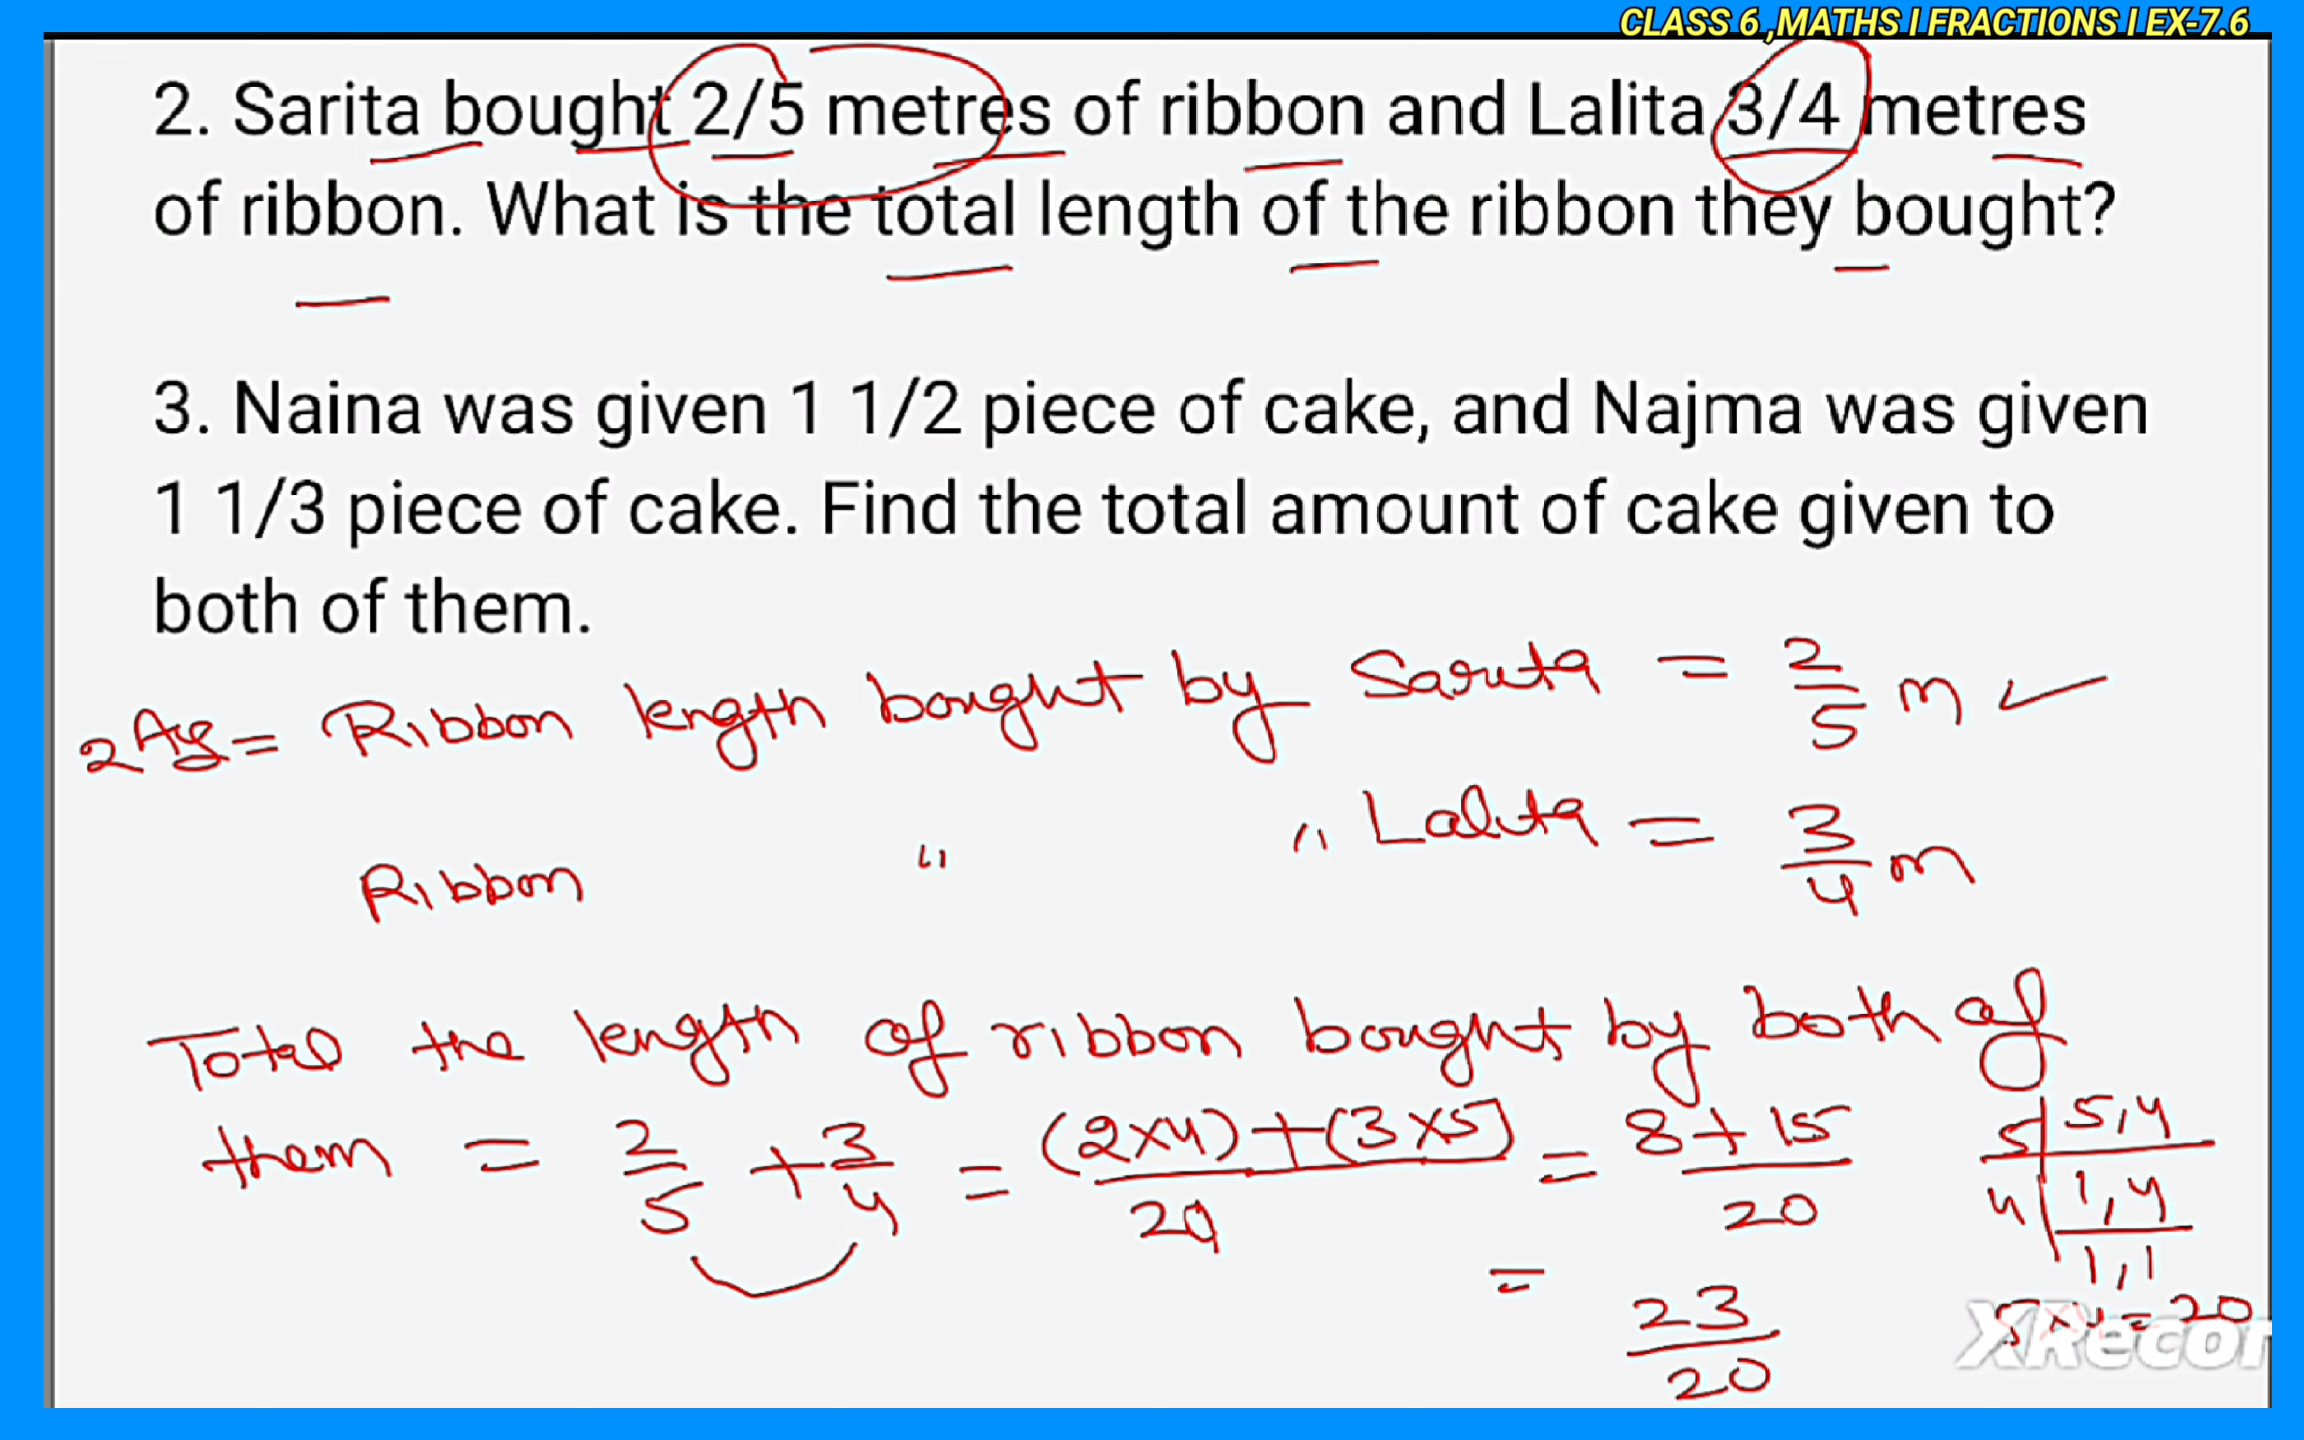 CLASS 6 ,MATHS I FRACTIONS I EX-7.6
2. Sarita bought 2/5 metres of ribbon and Lalita 3/4 metres
of ribbon. What is the total length of the ribbon they bought?
3. Naina was given 1 1/2 piece of cake, and Najma was given
1 1/3 piece of cake. Find the total amount of cake given to
both of them.
= Ribbon length bought by Sarita = 2/5 m ✓
Ribbon " " Lalita = 3/4 m
Total the length of ribbon bought by both of
them = 2/5 + 3/4 = (2×4)+(3×5)/20 = 8+15/20
= 23/20
5 | 5,4
4 | 1,4
1,1
5×4=20
XRecor